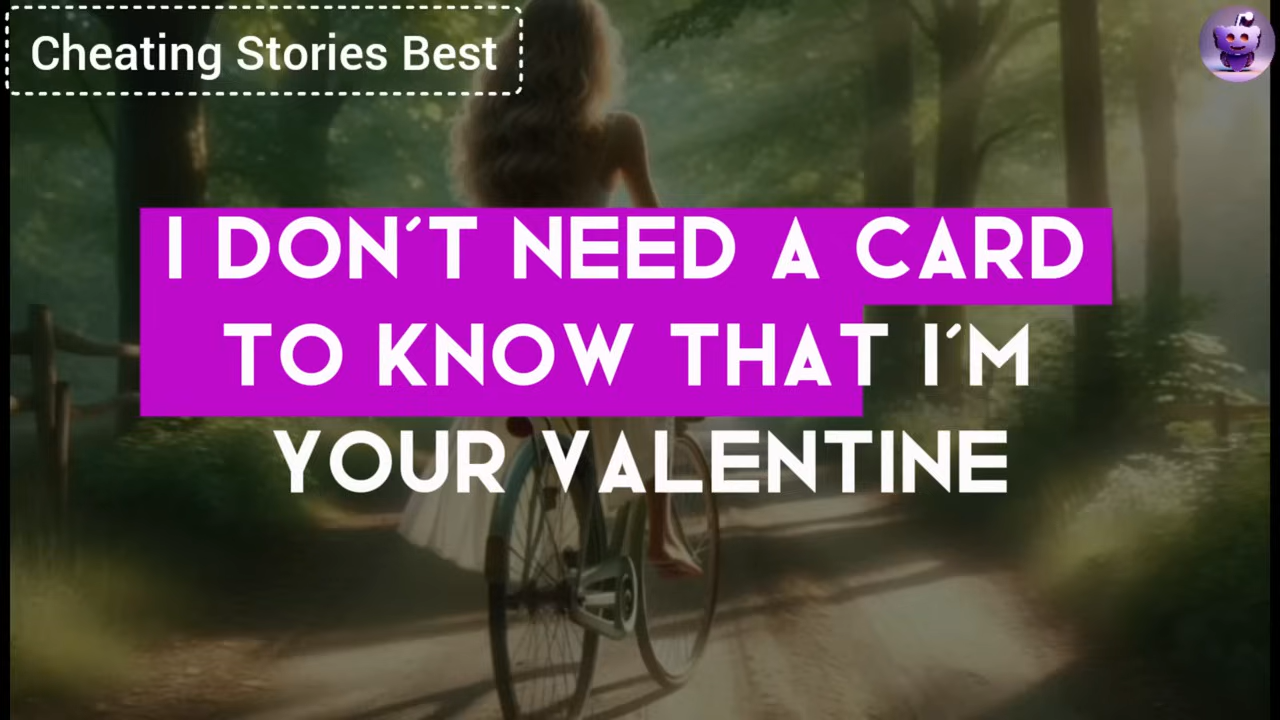 Cheating Stories Best
I DON'T NEED A CARD
TO KNOW THAT I'M
YOUR VALENTINE